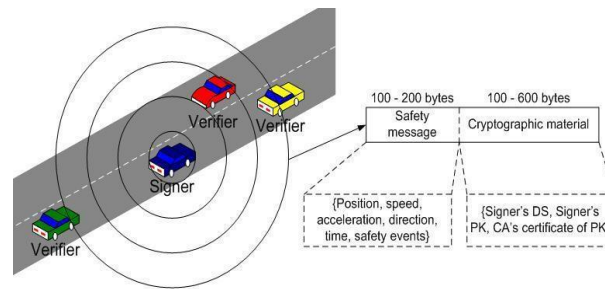 100 - 200 bytes
100 - 600 bytes
Safety
message
Cryptographic material
Verifier
Verifier
Signer
Verifier
{Position, speed,
acceleration, direction,
time, safety events}
{Signer's DS, Signer's
PK, CA's certificate of PK}